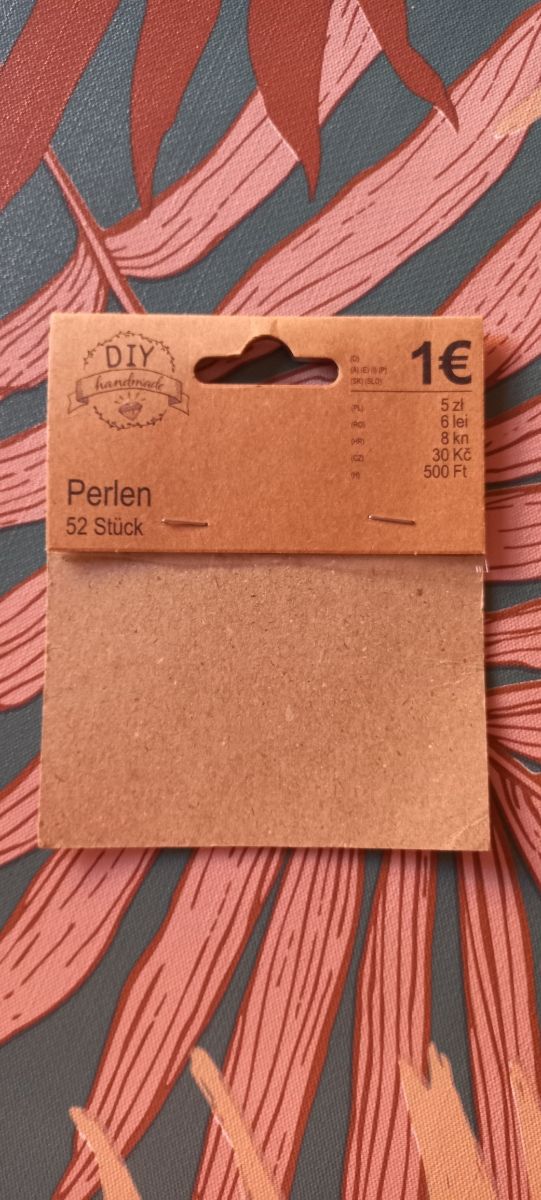 DIY
handmade
Perlen
52 Stück
(D)
(A) (E) (I) (P)
(SK) (SLO)
1€
(PL) 5 zł
(RO) 6 lei
(HR) 8 kn
(CZ) 30 Kč
(H) 500 Ft